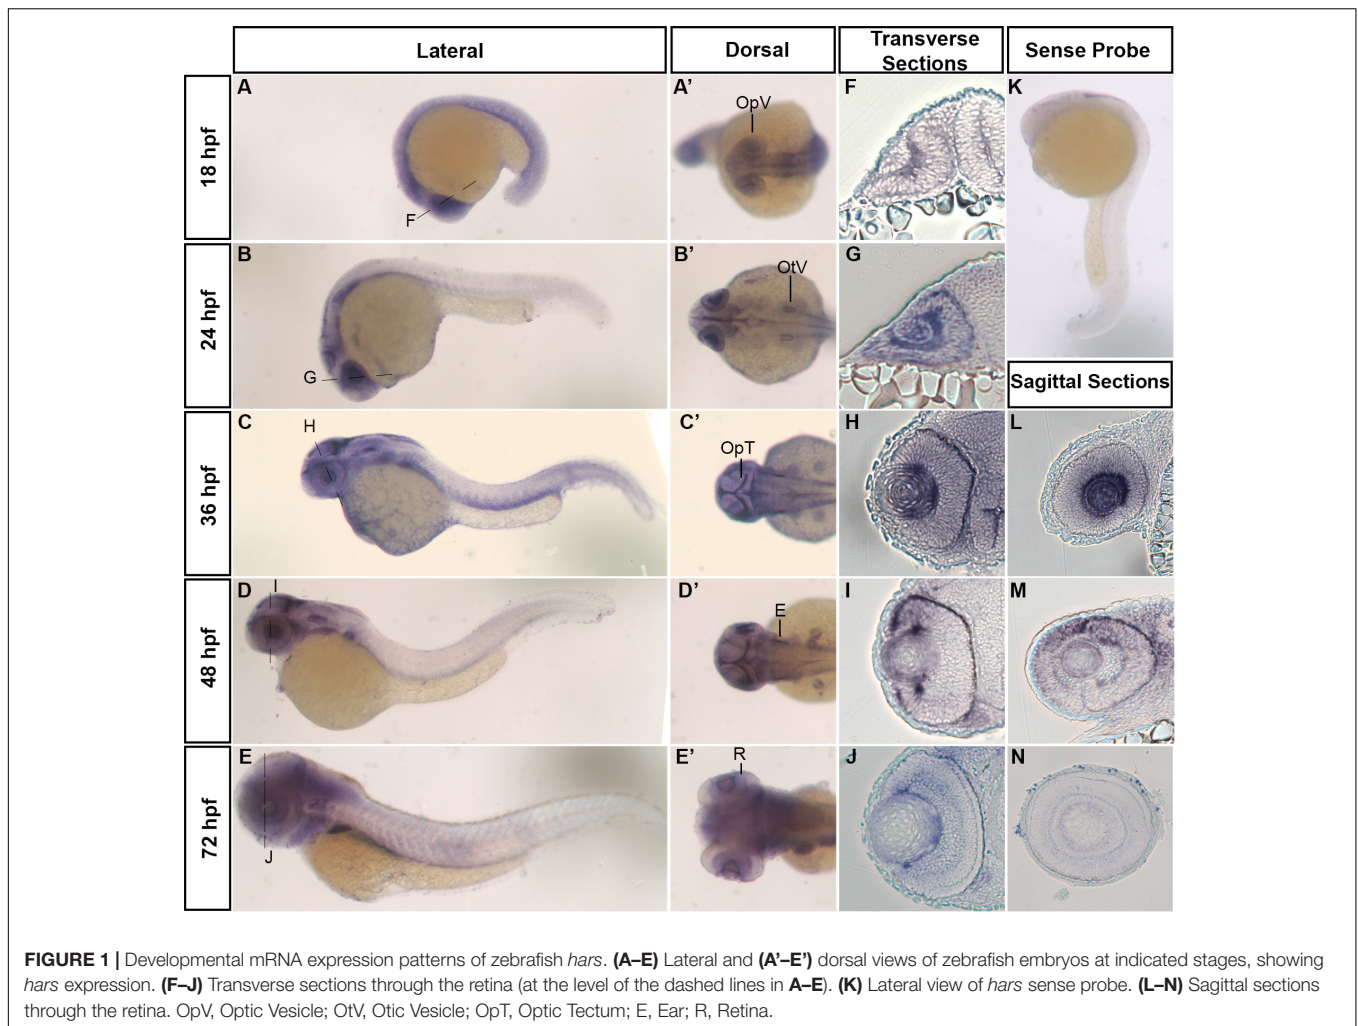 Lateral
Dorsal
Transverse
Sections
Sense Probe
18 hpf
A
F
A’
OpV
F
K
24 hpf
B
G
B’
OtV
G
Sagittal Sections
36 hpf
C
H
C’
OpT
H
L
48 hpf
D
I
D’
E
I
M
72 hpf
E
J
E’
R
J
N
FIGURE 1 | Developmental mRNA expression patterns of zebrafish hars. (A–E) Lateral and (A’–E’) dorsal views of zebrafish embryos at indicated stages, showing
hars expression. (F–J) Transverse sections through the retina (at the level of the dashed lines in A–E). (K) Lateral view of hars sense probe. (L–N) Sagittal sections
through the retina. OpV, Optic Vesicle; OtV, Otic Vesicle; OpT, Optic Tectum; E, Ear; R, Retina.